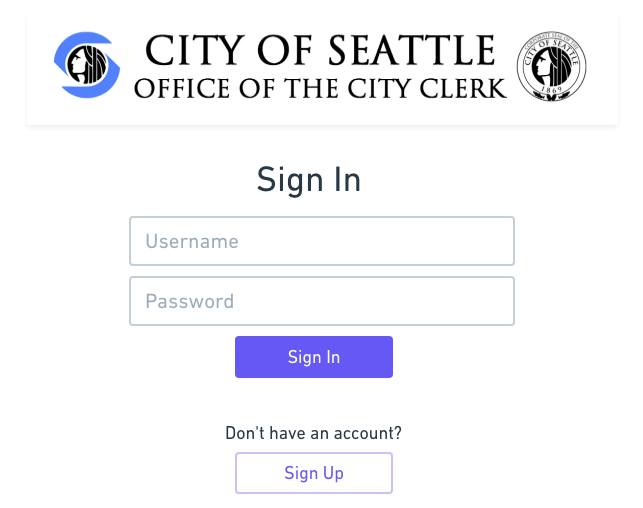 CITY OF SEATTLE
OFFICE OF THE CITY CLERK
CORPORATE SEAL OF THE
CITY OF SEATTLE
1869
Sign In
Username
Password
Sign In
Don't have an account?
Sign Up